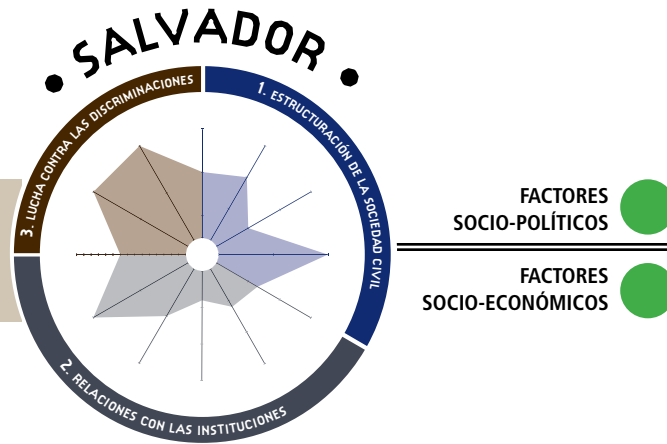 • SALVADOR •
3. LUCHA CONTRA LAS DISCRIMINACIONES
1. ESTRUCTURACIÓN DE LA SOCIEDAD CIVIL
2. RELACIONES CON LAS INSTITUCIONES
FACTORES
SOCIO-POLÍTICOS
FACTORES
SOCIO-ECONÓMICOS